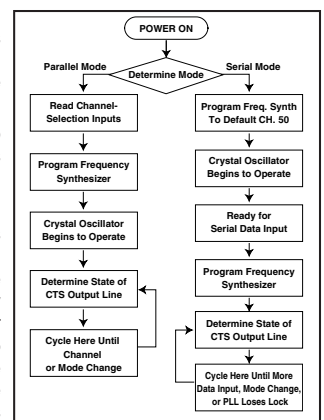 POWER ON
Parallel Mode
Serial Mode
Determine Mode
Read Channel-
Selection Inputs
Program Frequency
Synthesizer
Crystal Oscillator
Begins to Operate
Determine State of
CTS Output Line
Cycle Here Until
Channel
or Mode Change
Program Freq. Synth
To Default CH. 50
Crystal Oscillator
Begins to Operate
Ready for
Serial Data Input
Program Frequency
Synthesizer
Determine State of
CTS Output Line
Cycle Here Until More
Data Input, Mode Change,
or PLL Loses Lock